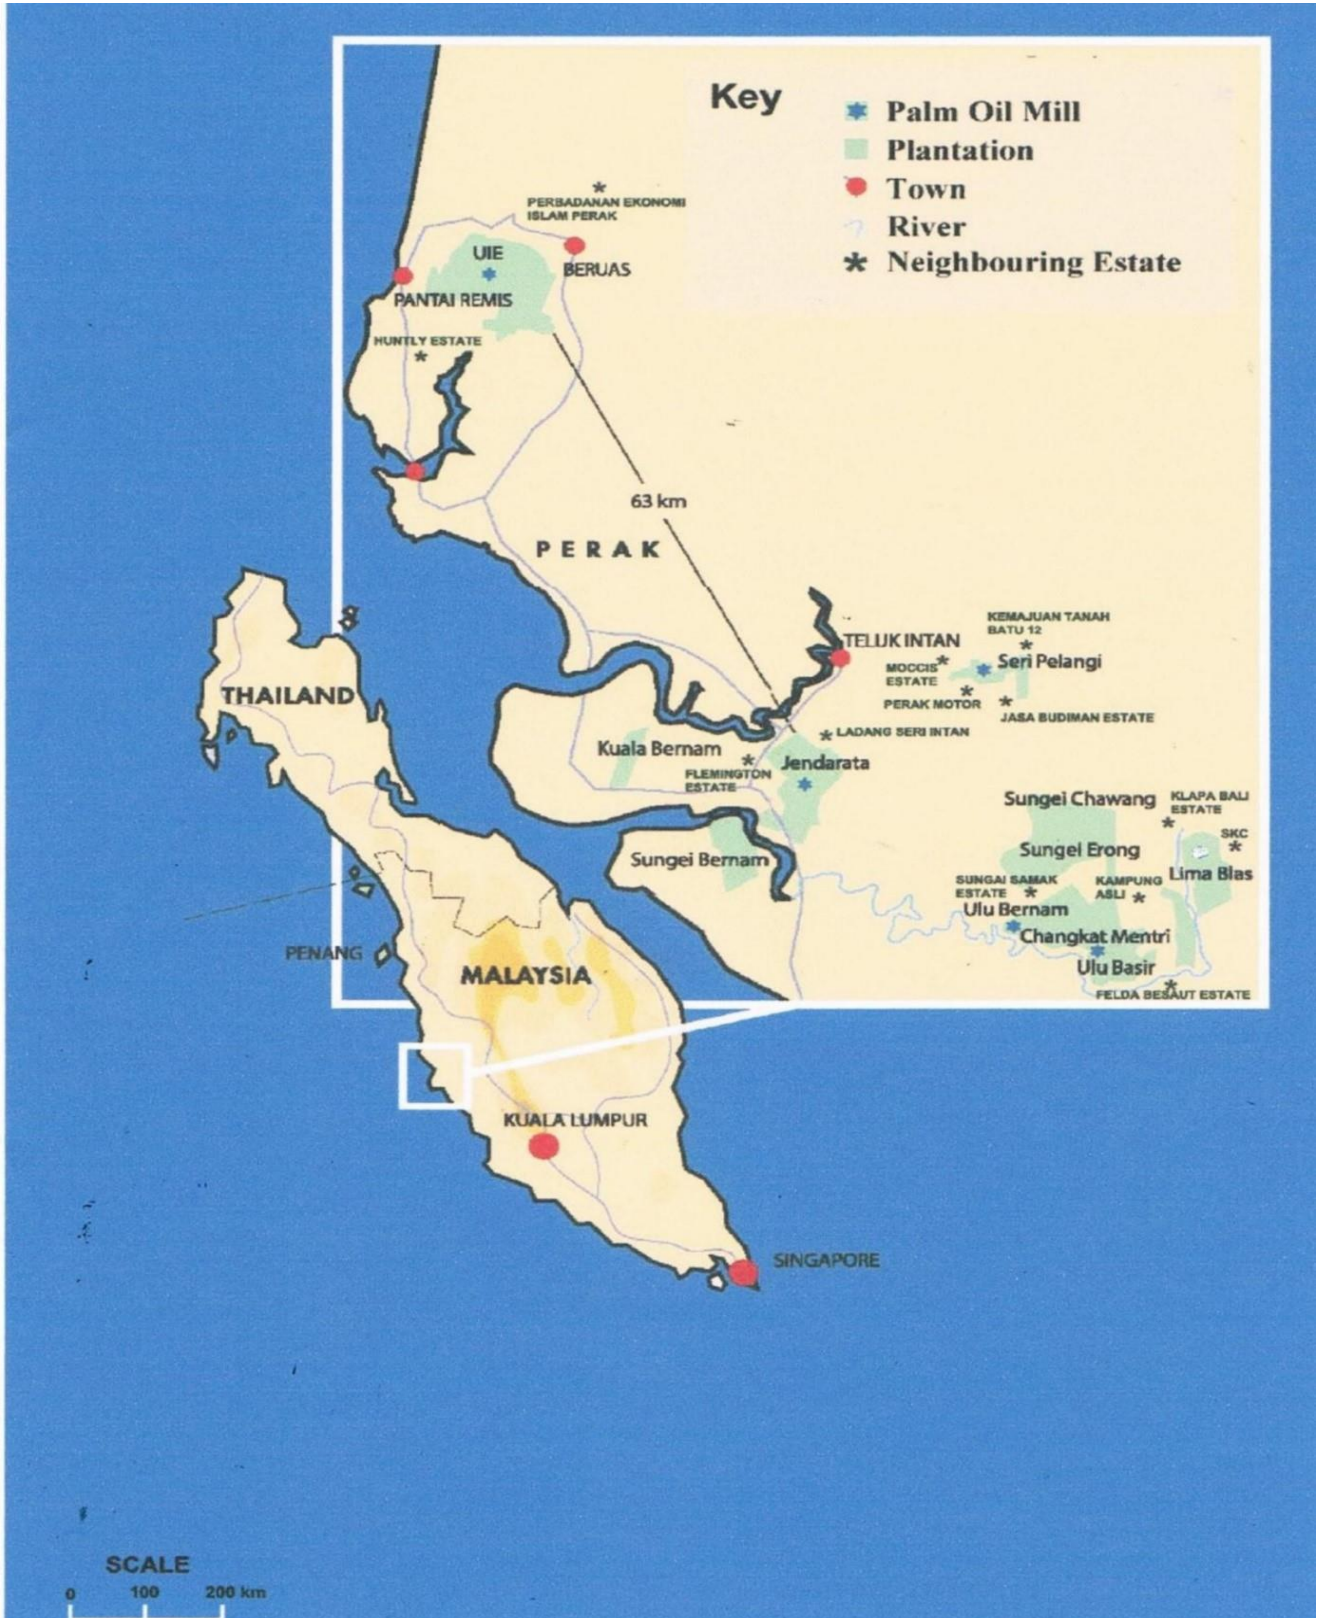 Key
Palm Oil Mill
Plantation
Town
River
Neighbouring Estate
PERBADANAN EKONOMI
ISLAM PERAK
UIE
BERUAS
PANTAI REMIS
HUNTLY ESTATE
63 km
PERAK
KEMAJUAN TANAH
BATU 12
TELUK INTAN
MOCCIS
ESTATE
Seri Pelangi
PERAK MOTOR
JASA BUDIMAN ESTATE
LADANG SERI INTAN
Kuala Bernam
FLEMINGTON
ESTATE
Jendarata
Sungei Chawang
KLAPA BALI
ESTATE
SKC
Sungei Bernam
Sungei Erong
Lima Blas
SUNGAI SAMAK
ESTATE
KAMPUNG
ASLI
Ulu Bernam
Changkat Mentri
Ulu Basir
FELDA BESAUT ESTATE
THAILAND
PENANG
MALAYSIA
KUALA LUMPUR
SINGAPORE
SCALE
0 100 200 km